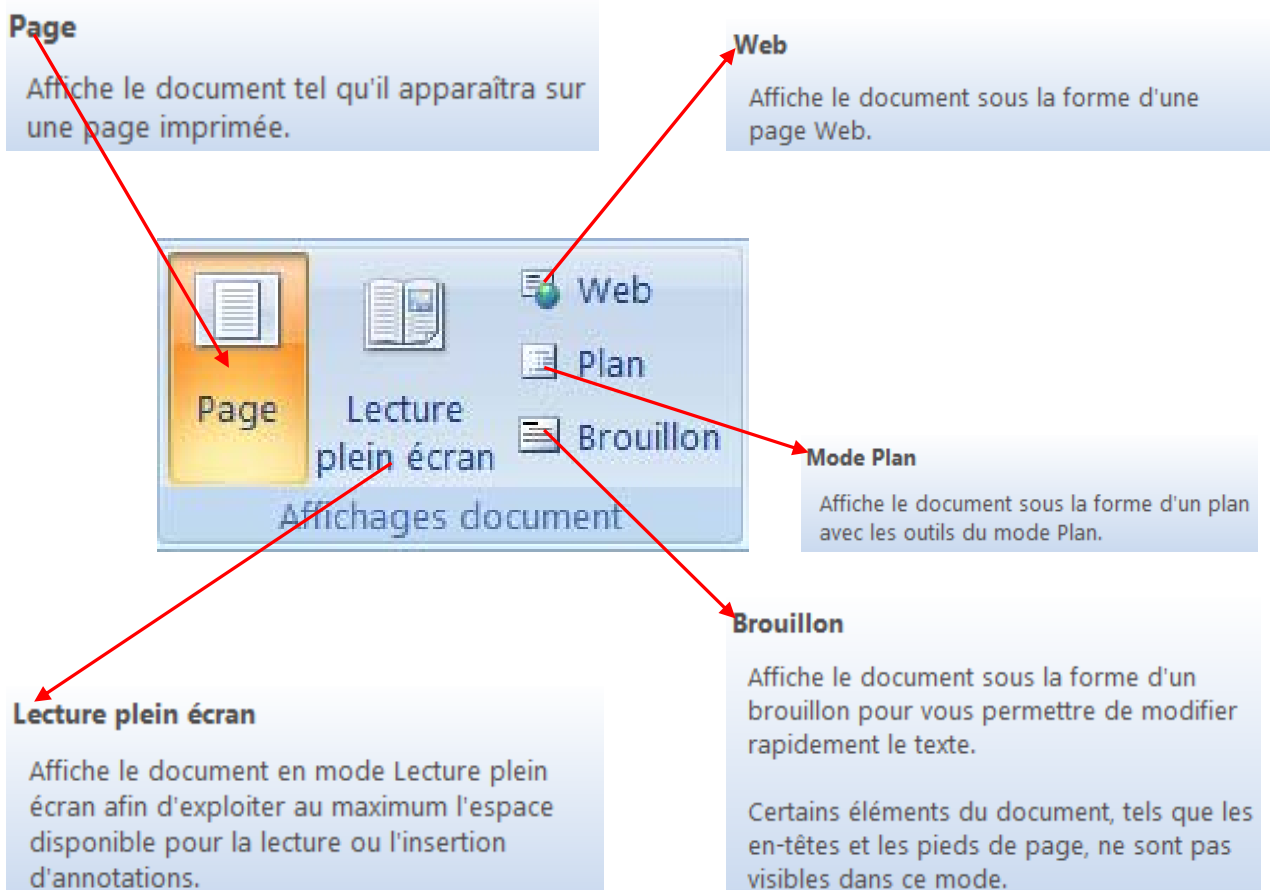 Page
Affiche le document tel qu'il apparaîtra sur
une page imprimée.
Web
Affiche le document sous la forme d'une
page Web.
Page
Lecture
plein écran
Web
Plan
Brouillon
Affichages document
Mode Plan
Affiche le document sous la forme d'un plan
avec les outils du mode Plan.
Lecture plein écran
Affiche le document en mode Lecture plein
écran afin d'exploiter au maximum l'espace
disponible pour la lecture ou l'insertion
d'annotations.
Brouillon
Affiche le document sous la forme d'un
brouillon pour vous permettre de modifier
rapidement le texte.
Certains éléments du document, tels que les
en-têtes et les pieds de page, ne sont pas
visibles dans ce mode.